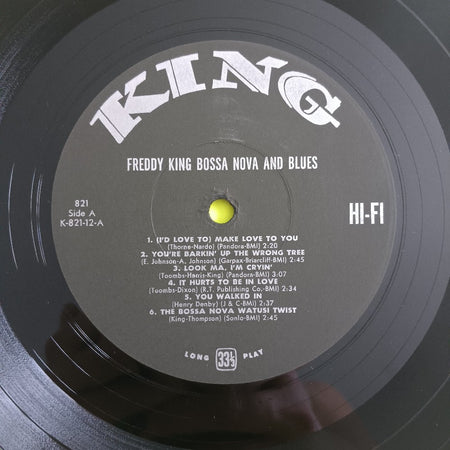 KING
FREDDY KING BOSSA NOVA AND BLUES
821
Side A
K-821-12-A
HI-FI
1. (I'D LOVE TO) MAKE LOVE TO YOU
(Thorne-Nardo) (Pandora-BMI) 2:20
2. YOU'RE BARKIN' UP THE WRONG TREE
(E. Johnson-A. Johnson) (Garpax-Briarcliff-BMI) 2:45
3. LOOK MA, I'M CRYIN'
(Toombs-Harris-King) (Pandora-BMI) 3:07
4. IT HURTS TO BE IN LOVE
(Toombs-Dixon) (R.T. Publishing Co.-BMI) 2:34
5. YOU WALKED IN
(Henry Danby) (J & C-BMI) 2:37
6. THE BOSSA NOVA WATUSI TWIST
(King-Thompson) (Sonlo-BMI) 2:45
LONG 33⅓ PLAY